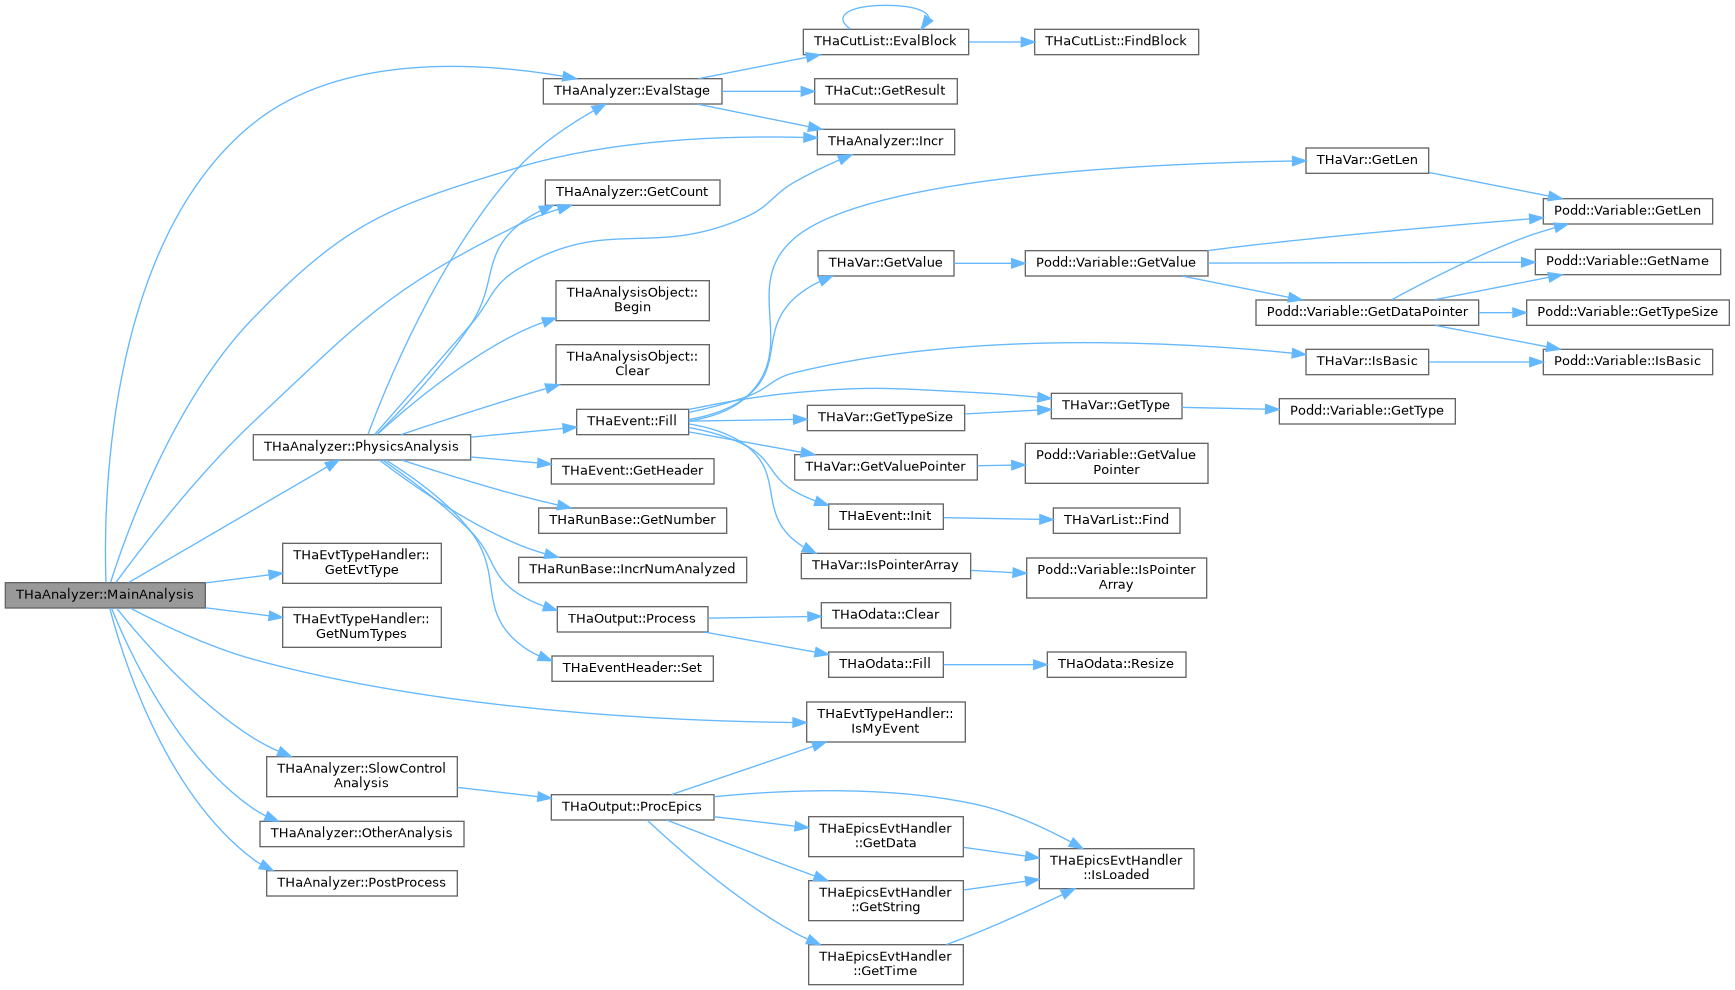 THaCutList::EvalBlock
THaCutList::FindBlock
THaAnalyzer::EvalStage
THaCut::GetResult
THaAnalyzer::Incr
THaVar::GetLen
THaAnalyzer::GetCount
Podd::Variable::GetLen
THaVar::GetValue
Podd::Variable::GetValue
Podd::Variable::GetName
THaAnalysisObject::
Begin
Podd::Variable::GetDataPointer
Podd::Variable::GetTypeSize
THaAnalysisObject::
Clear
THaVar::IsBasic
Podd::Variable::IsBasic
THaEvent::Fill
THaVar::GetTypeSize
THaVar::GetType
Podd::Variable::GetType
THaAnalyzer::PhysicsAnalysis
THaEvent::GetHeader
THaVar::GetValuePointer
Podd::Variable::GetValue
Pointer
THaRunBase::GetNumber
THaEvent::Init
THaVarList::Find
THaEvtTypeHandler::
GetEvtType
THaRunBase::IncrNumAnalyzed
THaVar::IsPointerArray
Podd::Variable::IsPointer
Array
THaAnalyzer::MainAnalysis
THaEvtTypeHandler::
GetNumTypes
THaOutput::Process
THaOdata::Clear
THaEventHeader::Set
THaOdata::Fill
THaOdata::Resize
THaEvtTypeHandler::
IsMyEvent
THaAnalyzer::SlowControl
Analysis
THaOutput::ProcEpics
THaAnalyzer::OtherAnalysis
THaEpicsEvtHandler
::GetData
THaEpicsEvtHandler
::IsLoaded
THaAnalyzer::PostProcess
THaEpicsEvtHandler
::GetString
THaEpicsEvtHandler
::GetTime